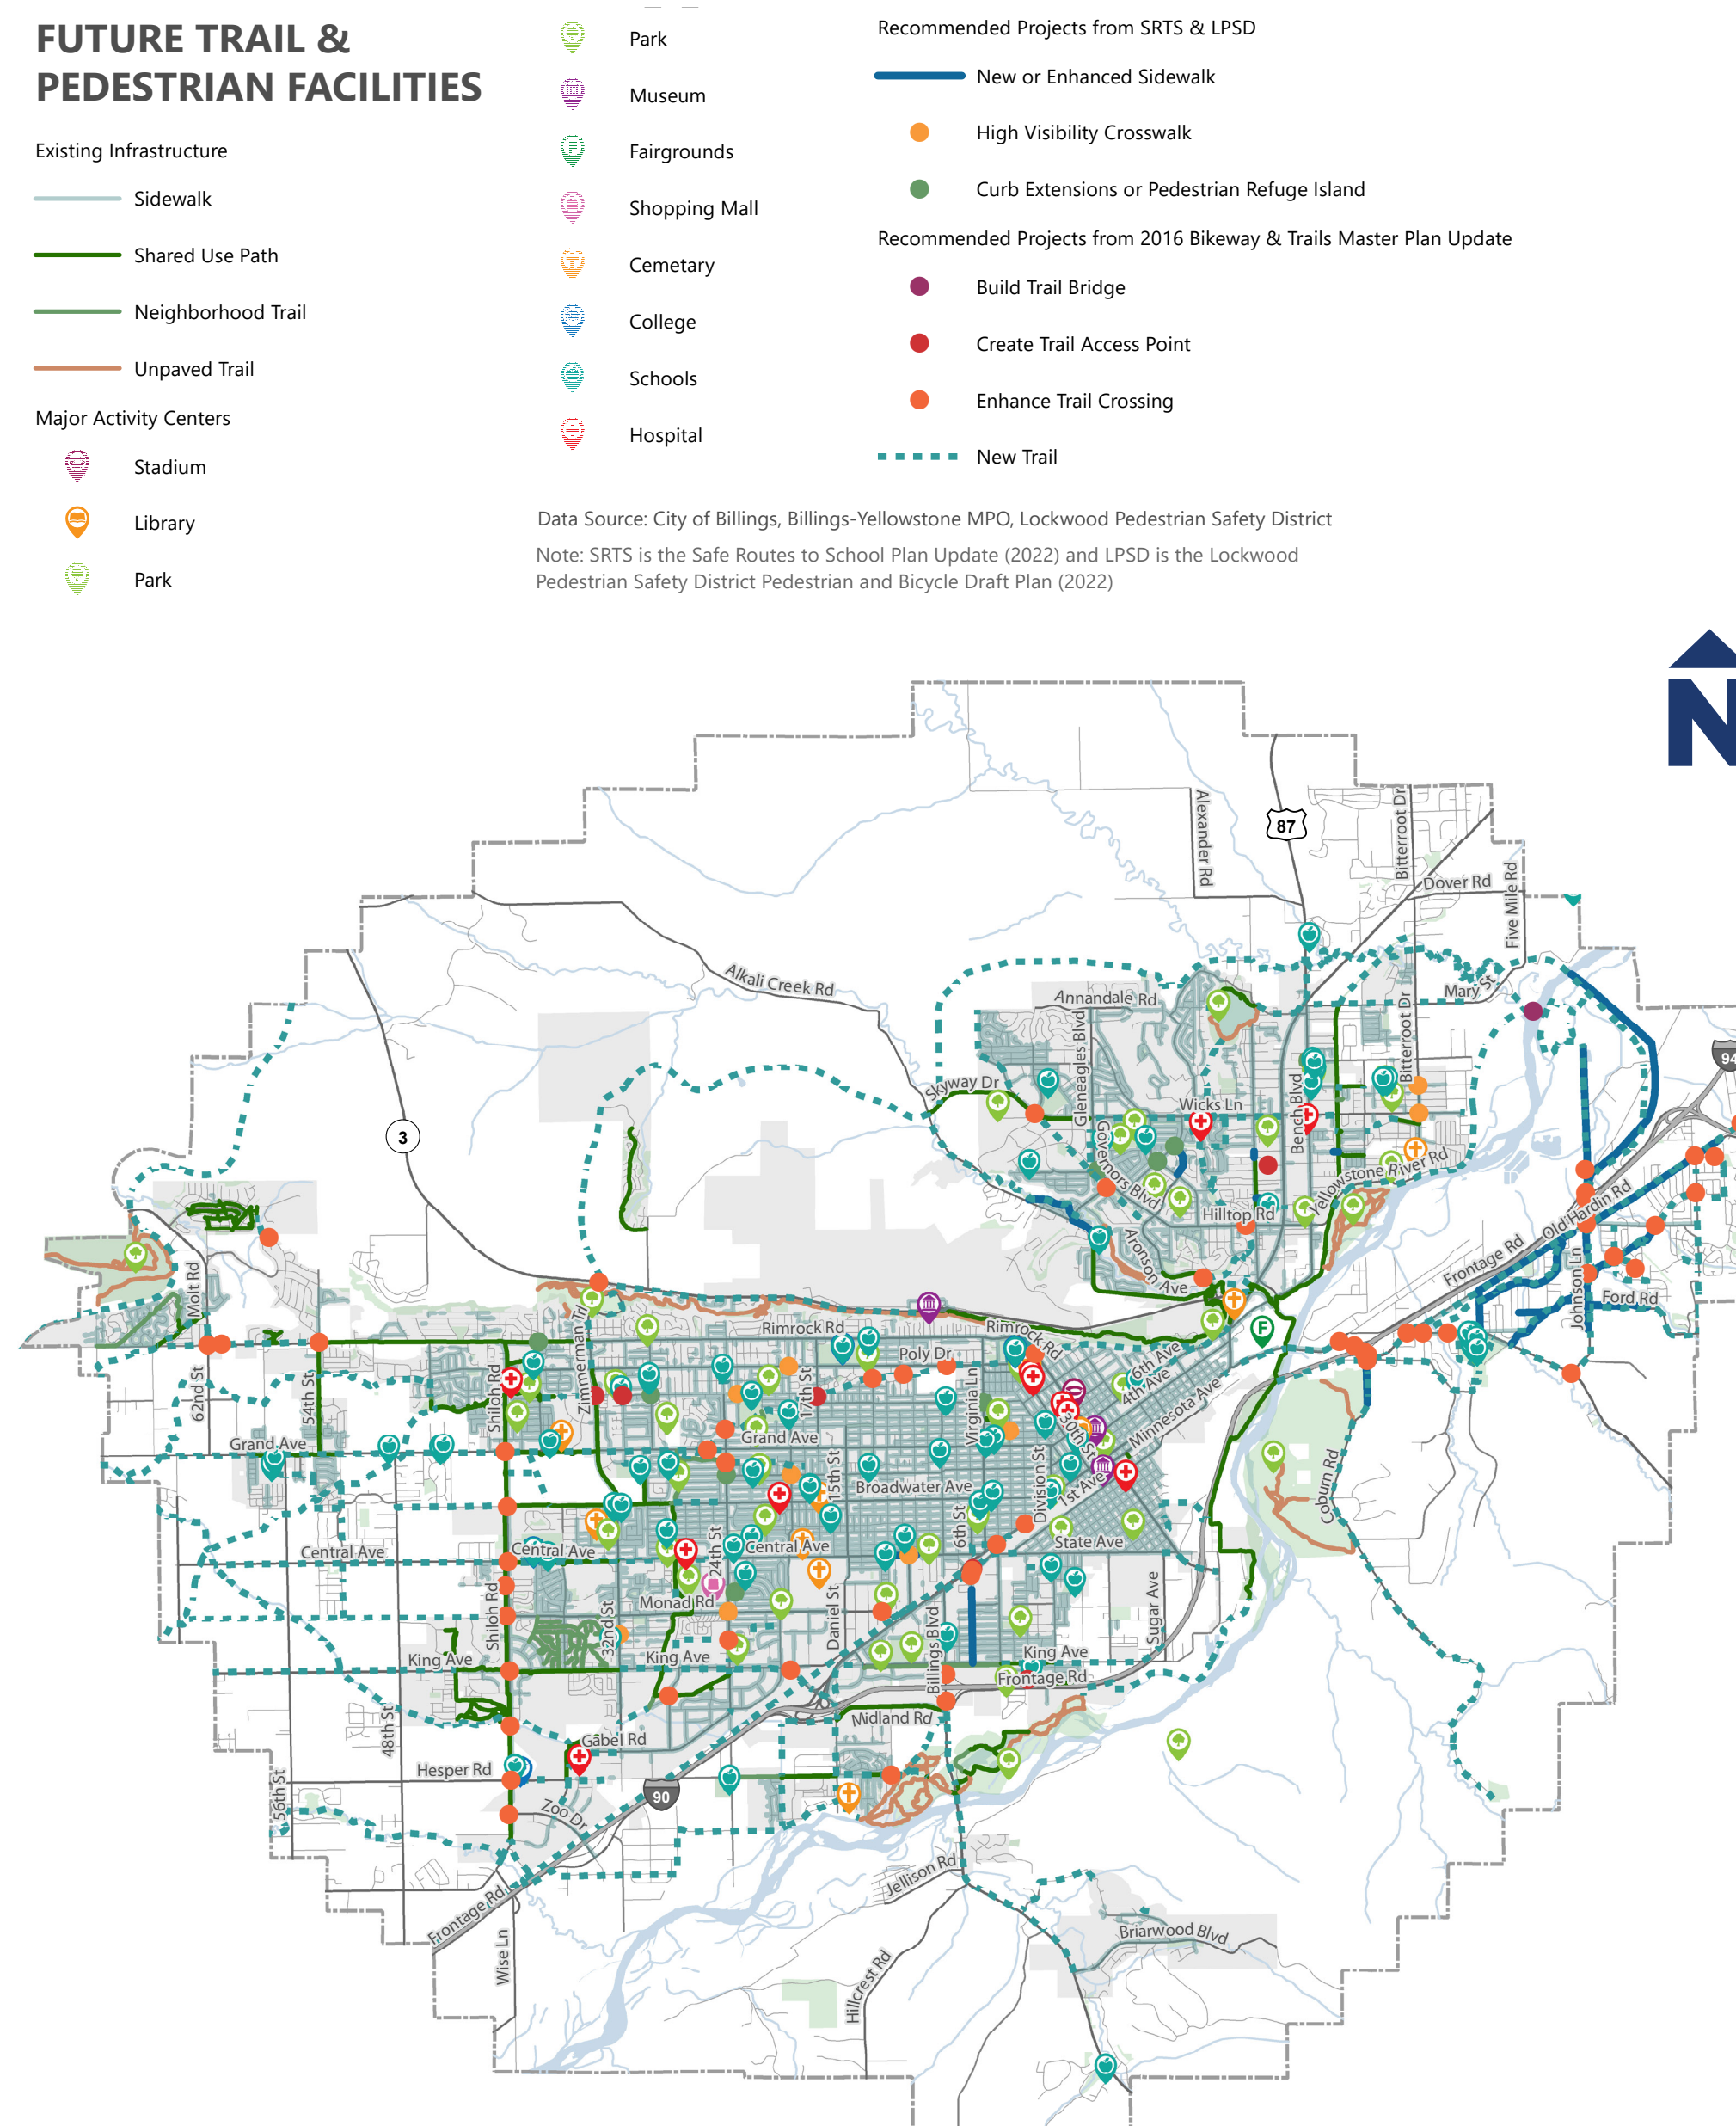 FUTURE TRAIL &
PEDESTRIAN FACILITIES
Existing Infrastructure
Sidewalk
Shared Use Path
Neighborhood Trail
Unpaved Trail
Major Activity Centers
Stadium
Library
Park
Park
Museum
Fairgrounds
Shopping Mall
Cemetary
College
Schools
Hospital
Recommended Projects from SRTS & LPSD
New or Enhanced Sidewalk
High Visibility Crosswalk
Curb Extensions or Pedestrian Refuge Island
Recommended Projects from 2016 Bikeway & Trails Master Plan Update
Build Trail Bridge
Create Trail Access Point
Enhance Trail Crossing
New Trail
Data Source: City of Billings, Billings-Yellowstone MPO, Lockwood Pedestrian Safety District
Note: SRTS is the Safe Routes to School Plan Update (2022) and LPSD is the Lockwood
Pedestrian Safety District Pedestrian and Bicycle Draft Plan (2022)
N
87
Alexander Rd
Bitterroot Dr
Dover Rd
Five Mile Rd
Alkali Creek Rd
Annandale Rd
Mary St
Bitterroot Dr
Gleneagles Blvd
94
Skyway Dr
Wicks Ln
Bench Blvd
3
Governors Blvd
Yellowstone River Rd
Hilltop Rd
Old Hardin Rd
Aronson Ave
Frontage Rd
Molt Rd
Johnson Ln
Ford Rd
Zimmerman Trl
F
Rimrock Rd
Rimrock Rd
Poly Dr
6th Ave
4th Ave
62nd St
54th St
Shiloh Rd
17th St
Virginia Ln
Minnesota Ave
Grand Ave
Grand Ave
30th St
15th St
Broadwater Ave
Division St
1st Ave
Coburn Rd
6th St
State Ave
Central Ave
Central Ave
24th St
Central Ave
Shiloh Rd
Monad Rd
32nd St
Daniel St
Billings Blvd
Sugar Ave
King Ave
King Ave
King Ave
Frontage Rd
48th St
Midland Rd
Gabel Rd
Hesper Rd
56th St
90
Zoo Dr
Jellison Rd
Frontage Rd
Wise Ln
Briarwood Blvd
Hillcrest Rd